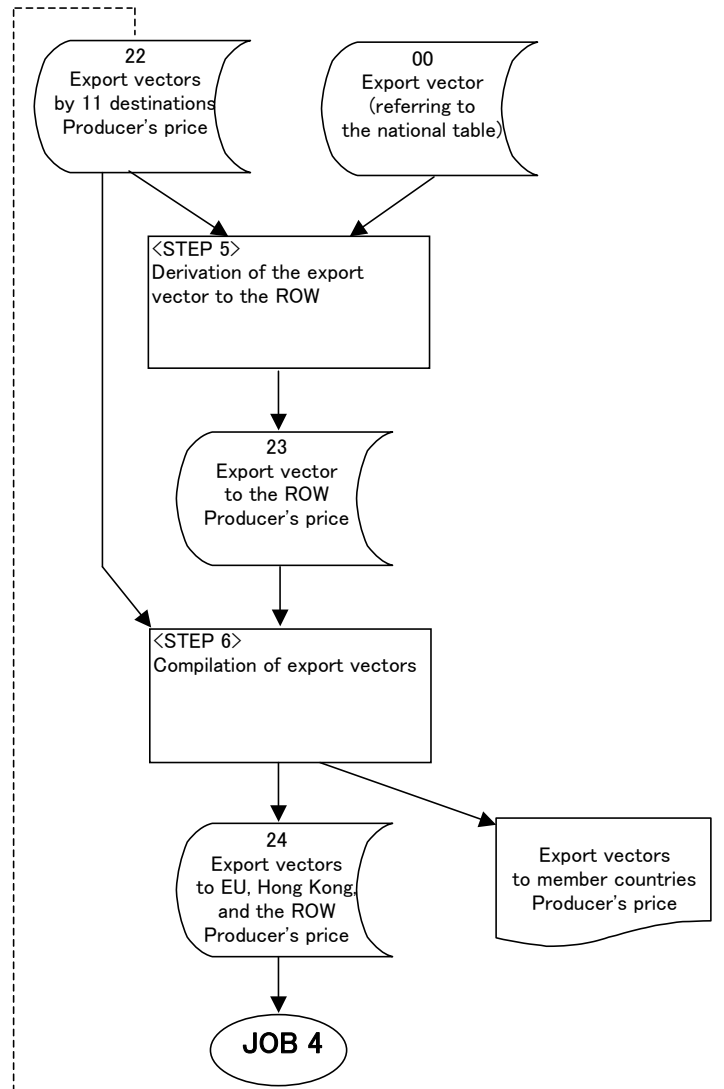 22
Export vectors
by 11 destinations
Producer's price
00
Export vector
(referring to
the national table)
<STEP 5>
Derivation of the export
vector to the ROW
23
Export vector
to the ROW
Producer's price
<STEP 6>
Compilation of export vectors
24
Export vectors
to EU, Hong Kong,
and the ROW
Producer's price
Export vectors
to member countries
Producer's price
JOB 4